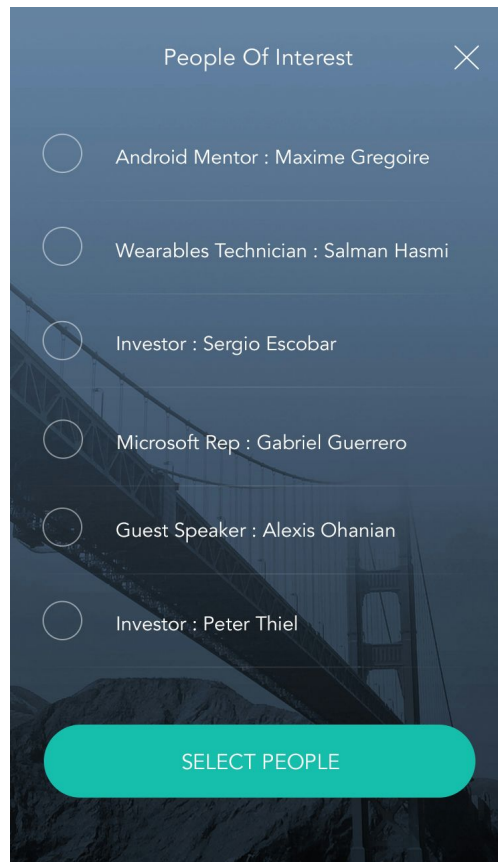 People Of Interest
Android Mentor : Maxime Gregoire
Wearables Technician : Salman Hasmi
Investor : Sergio Escobar
Microsoft Rep : Gabriel Guerrero
Guest Speaker : Alexis Ohanian
Investor : Peter Thiel
SELECT PEOPLE